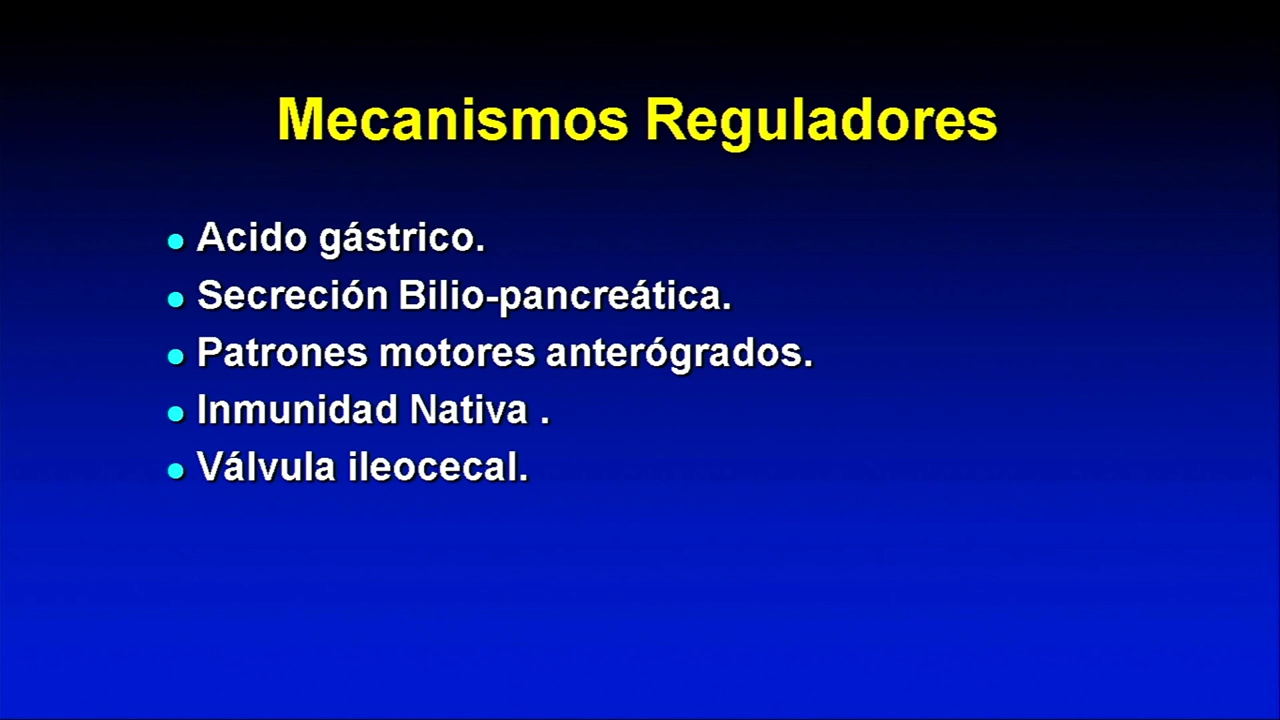 Mecanismos Reguladores
Acido gástrico.
Secreción Bilio-pancreática.
Patrones motores anterógrados.
Inmunidad Nativa .
Válvula ileocecal.